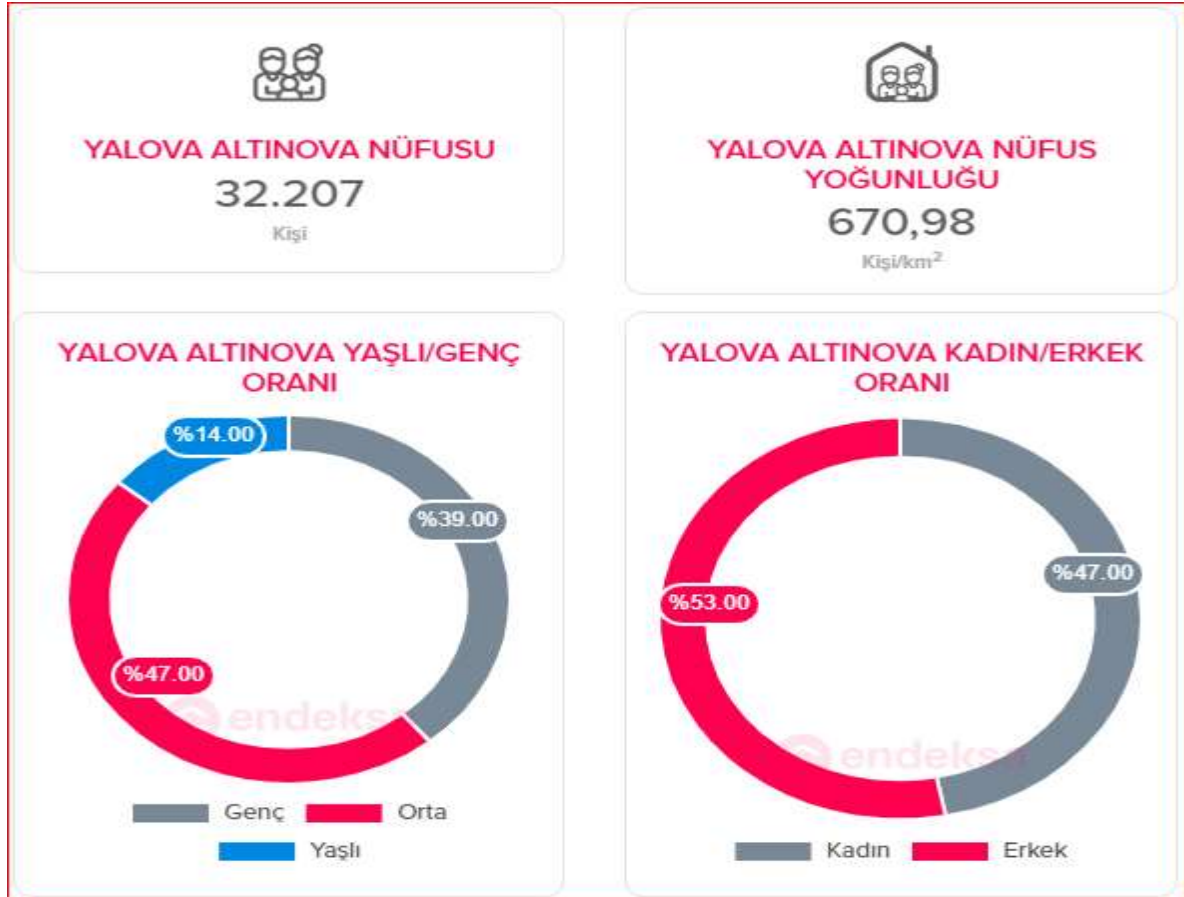 YALOVA ALTINOVA NÜFUSU
32.207
Kişi
YALOVA ALTINOVA NÜFUS
YOĞUNLUĞU
670,98
Kişi/km²
YALOVA ALTINOVA YAŞLI/GENÇ
ORANI
%14.00
%39.00
%47.00
endeksa
Genç
Orta
Yaşlı
YALOVA ALTINOVA KADIN/ERKEK
ORANI
%47.00
%53.00
endeksa
Kadın
Erkek